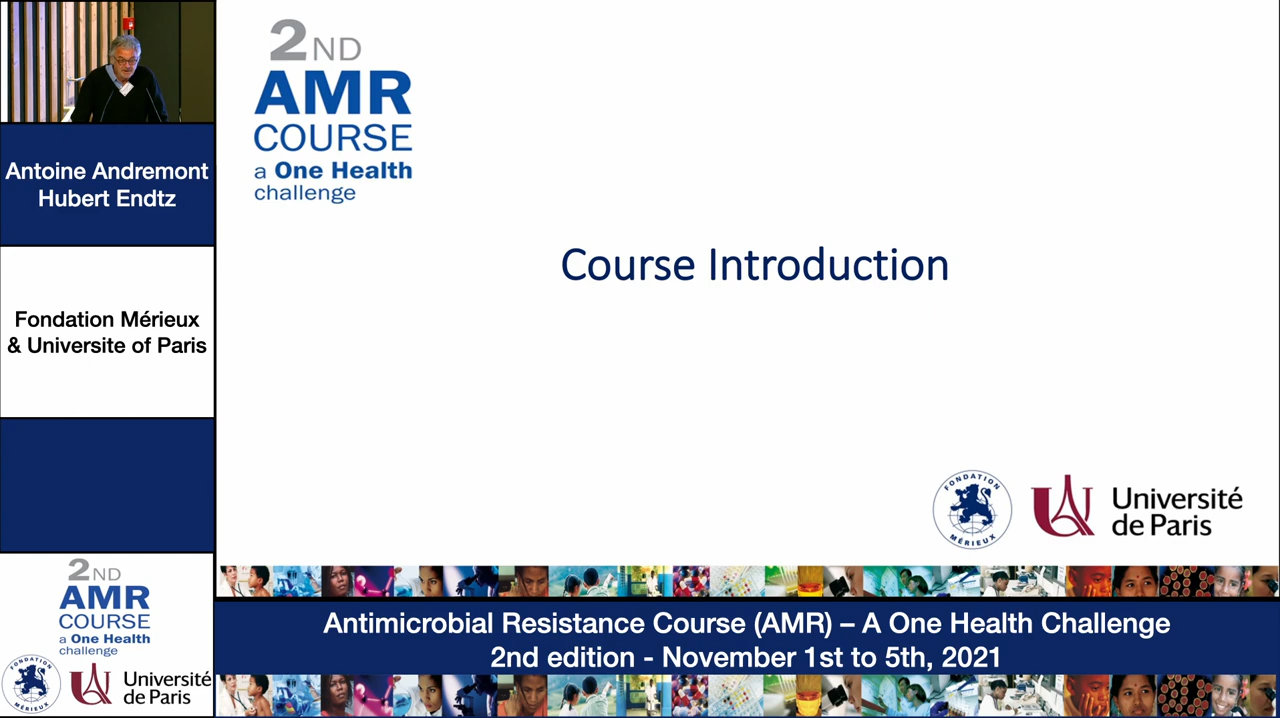 Antoine Andremont
Hubert Endtz
Fondation Mérieux
& Universite of Paris
2ND
AMR
COURSE
a One Health
challenge
FONDATION
MÉRIEUX
Université
de Paris
2ND
AMR
COURSE
a One Health
challenge
Course Introduction
FONDATION
MÉRIEUX
Université
de Paris
Antimicrobial Resistance Course (AMR) – A One Health Challenge
2nd edition - November 1st to 5th, 2021